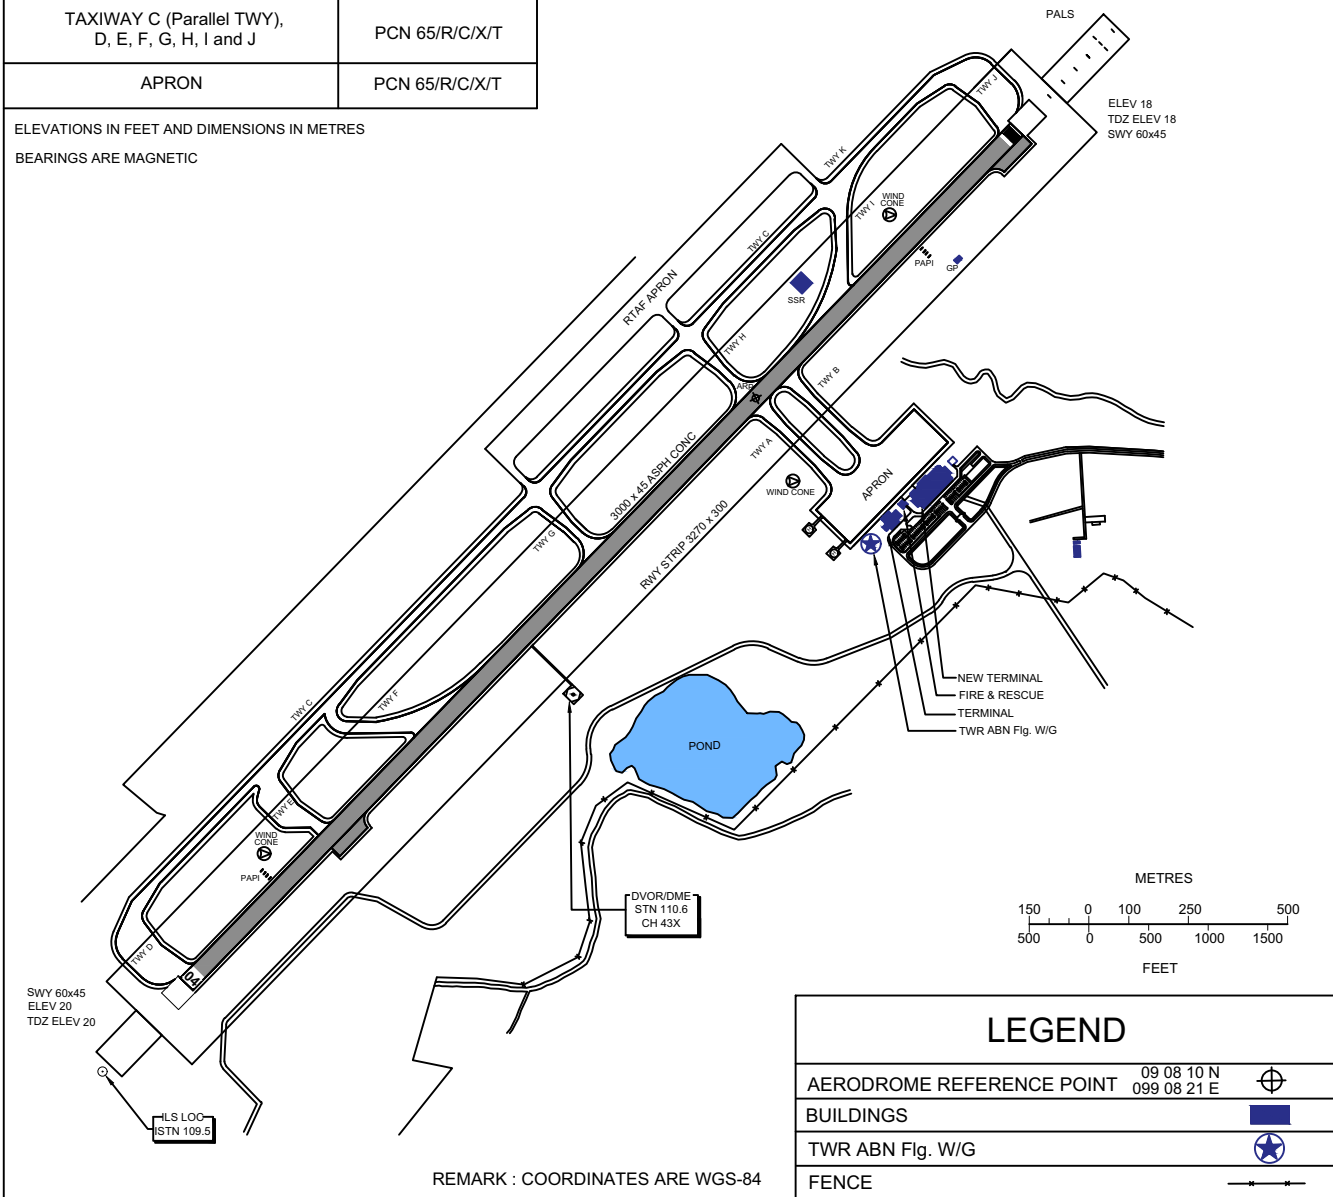 TAXIWAY C (Parallel TWY),
D, E, F, G, H, I and J
PCN 65/R/C/X/T
APRON
PCN 65/R/C/X/T
ELEVATIONS IN FEET AND DIMENSIONS IN METRES
BEARINGS ARE MAGNETIC
PALS
ELEV 18
TDZ ELEV 18
SWY 60x45
TWY J
TWY K
WIND
CONE
TWY I
TWY C
PAPI
GP
SSR
RTAF APRON
TWY H
TWY B
ARP
TWY A
3000 x 45 ASPH CONC
WIND CONE
APRON
TWY G
RWY STRIP 3270 x 300
NEW TERMINAL
FIRE & RESCUE
TERMINAL
TWR ABN Flg. W/G
TWY C
TWY F
POND
TWY E
WIND
CONE
PAPI
DVOR/DME
STN 110.6
CH 43X
TWY D
04
SWY 60x45
ELEV 20
TDZ ELEV 20
ILS LOC
ISTN 109.5
METRES
150 0 100 250 500
500 0 500 1000 1500
FEET
LEGEND
AERODROME REFERENCE POINT
09 08 10 N
099 08 21 E
BUILDINGS
TWR ABN Flg. W/G
FENCE
REMARK : COORDINATES ARE WGS-84